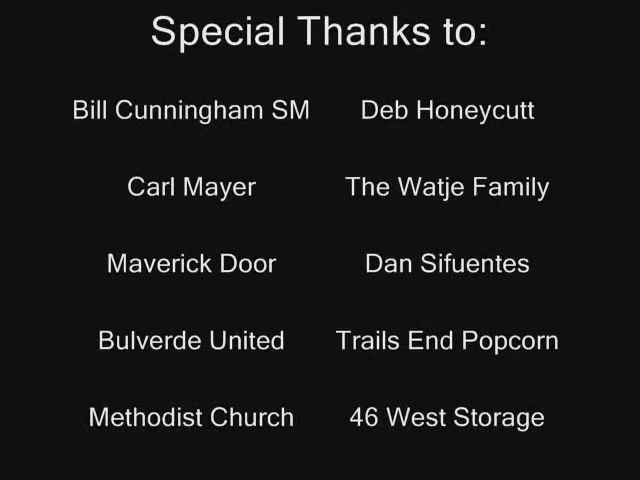 Special Thanks to:
Bill Cunningham SM
Deb Honeycutt
Carl Mayer
The Watje Family
Maverick Door
Dan Sifuentes
Bulverde United
Trails End Popcorn
Methodist Church
46 West Storage